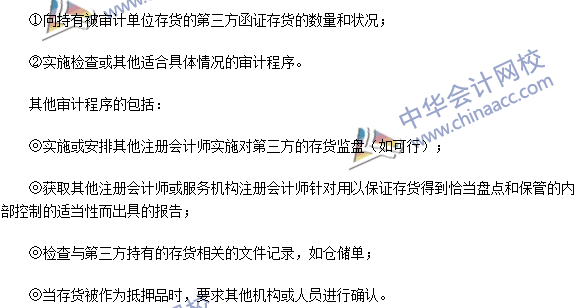 ①向持有被审计单位存货的第三方函证存货的数量和状况；
②实施检查或其他适合具体情况的审计程序。
其他审计程序的包括：
◎实施或安排其他注册会计师实施对第三方的存货监盘（如可行）；
◎获取其他注册会计师或服务机构注册会计师针对用以保证存货得到恰当盘点和保管的内
部控制的适当性而出具的报告；
◎检查与第三方持有的存货相关的文件记录，如仓储单；
◎当存货被作为抵押品时，要求其他机构或人员进行确认。
中华会计网校
www.chinaacc.com